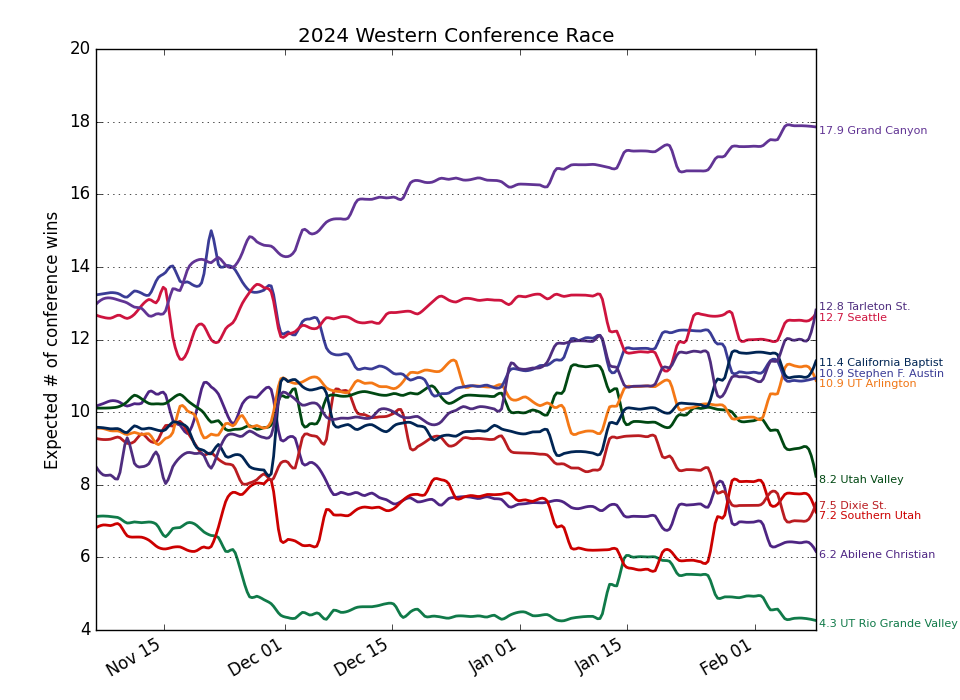 2024 Western Conference Race
Expected # of conference wins
20
18
16
14
12
10
8
6
4
Nov 15
Dec 01
Dec 15
Jan 01
Jan 15
Feb 01
17.9 Grand Canyon
12.8 Tarleton St.
12.7 Seattle
11.4 California Baptist
10.9 Stephen F. Austin
10.9 UT Arlington
8.2 Utah Valley
7.5 Dixie St.
7.2 Southern Utah
6.2 Abilene Christian
4.3 UT Rio Grande Valley